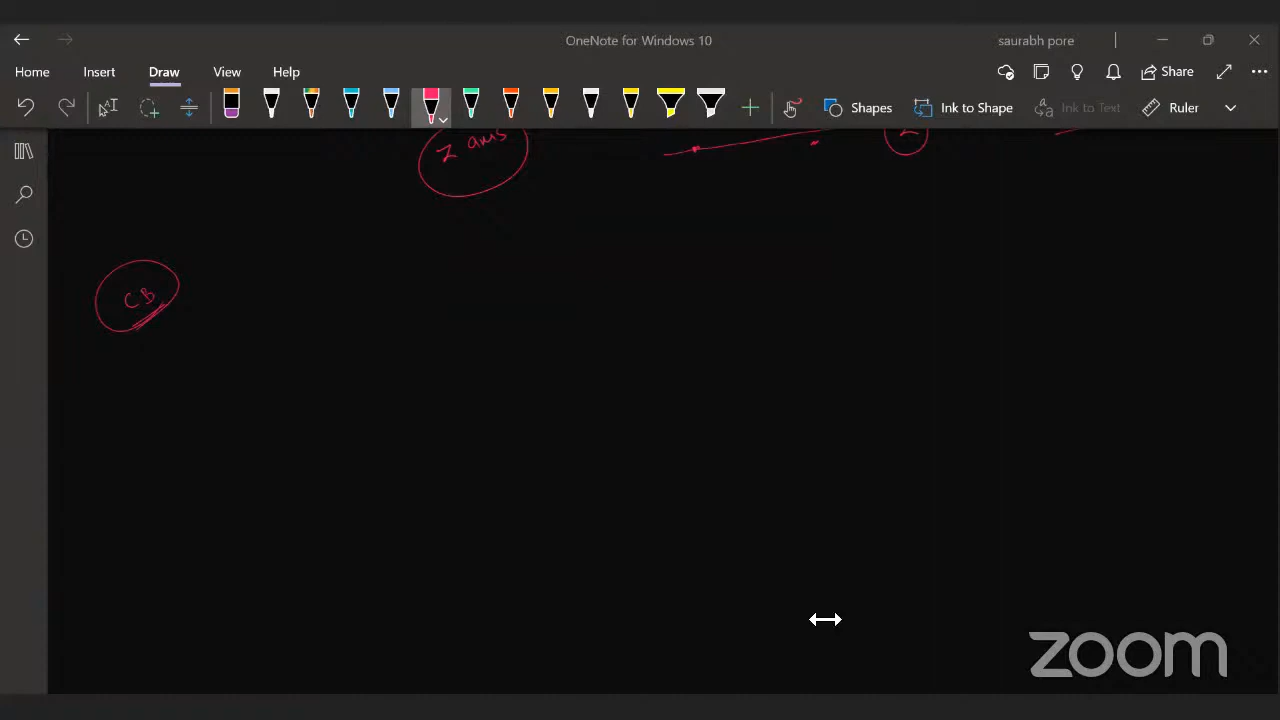 OneNote for Windows 10
saurabh pore
Home Insert Draw View Help
Share
Shapes Ink to Shape Ink to Text Ruler
Z axis
2
CB
zoom